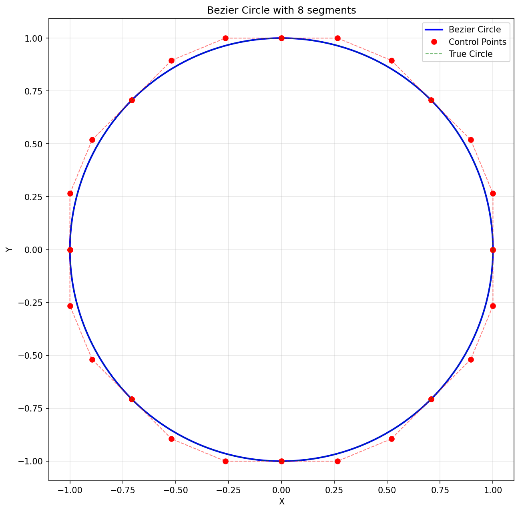 Bezier Circle with 8 segments
Bezier Circle
Control Points
True Circle
1.00
0.75
0.50
0.25
0.00
−0.25
−0.50
−0.75
−1.00
Y
−1.00 −0.75 −0.50 −0.25 0.00 0.25 0.50 0.75 1.00
X